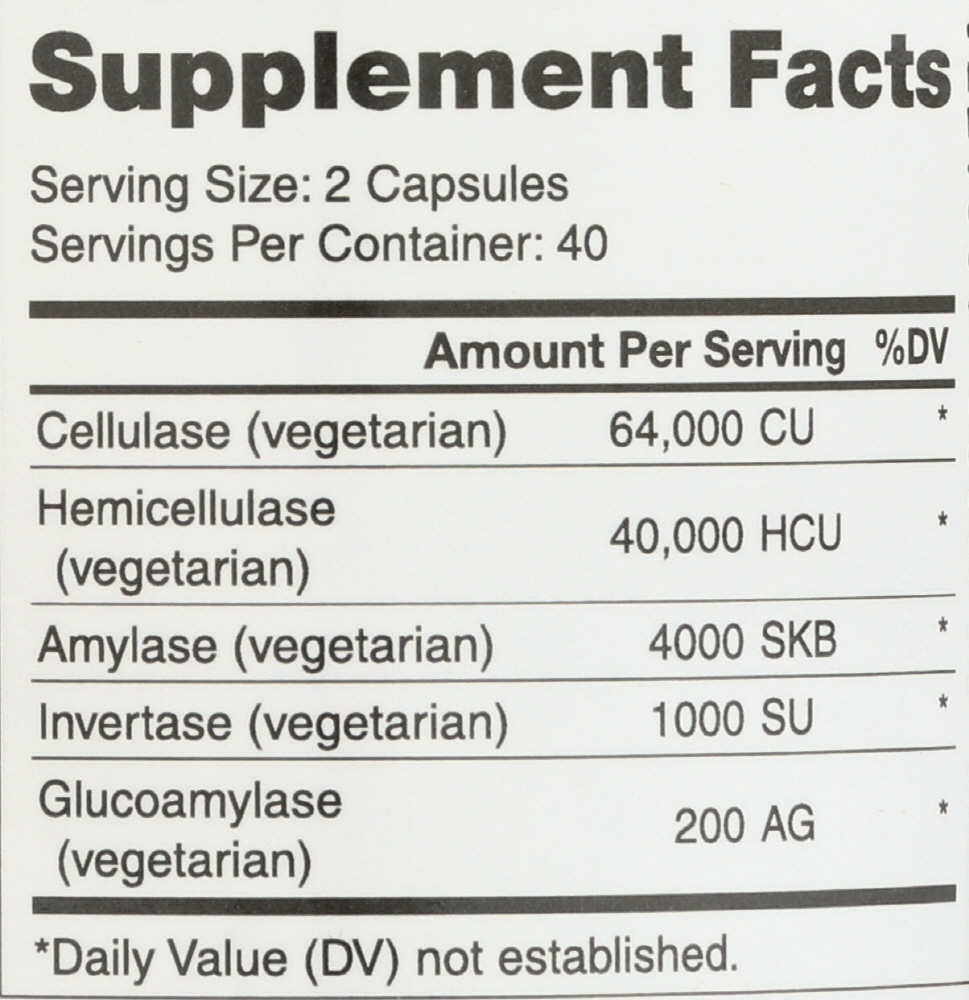 Supplement Facts
Serving Size: 2 Capsules
Servings Per Container: 40
Amount Per Serving %DV
Cellulase (vegetarian) 64,000 CU *
Hemicellulase
(vegetarian) 40,000 HCU *
Amylase (vegetarian) 4000 SKB *
Invertase (vegetarian) 1000 SU *
Glucoamylase
(vegetarian) 200 AG *
*Daily Value (DV) not established.